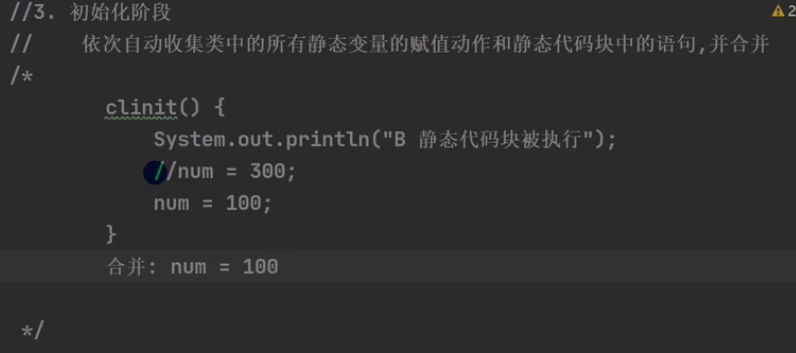 //3. 初始化阶段
2
//    依次自动收集类中的所有静态变量的赋值动作和静态代码块中的语句,并合并
/*
clinit() {
System.out.println("B 静态代码块被执行");
//num = 300;
num = 100;
}
合并: num = 100
*/